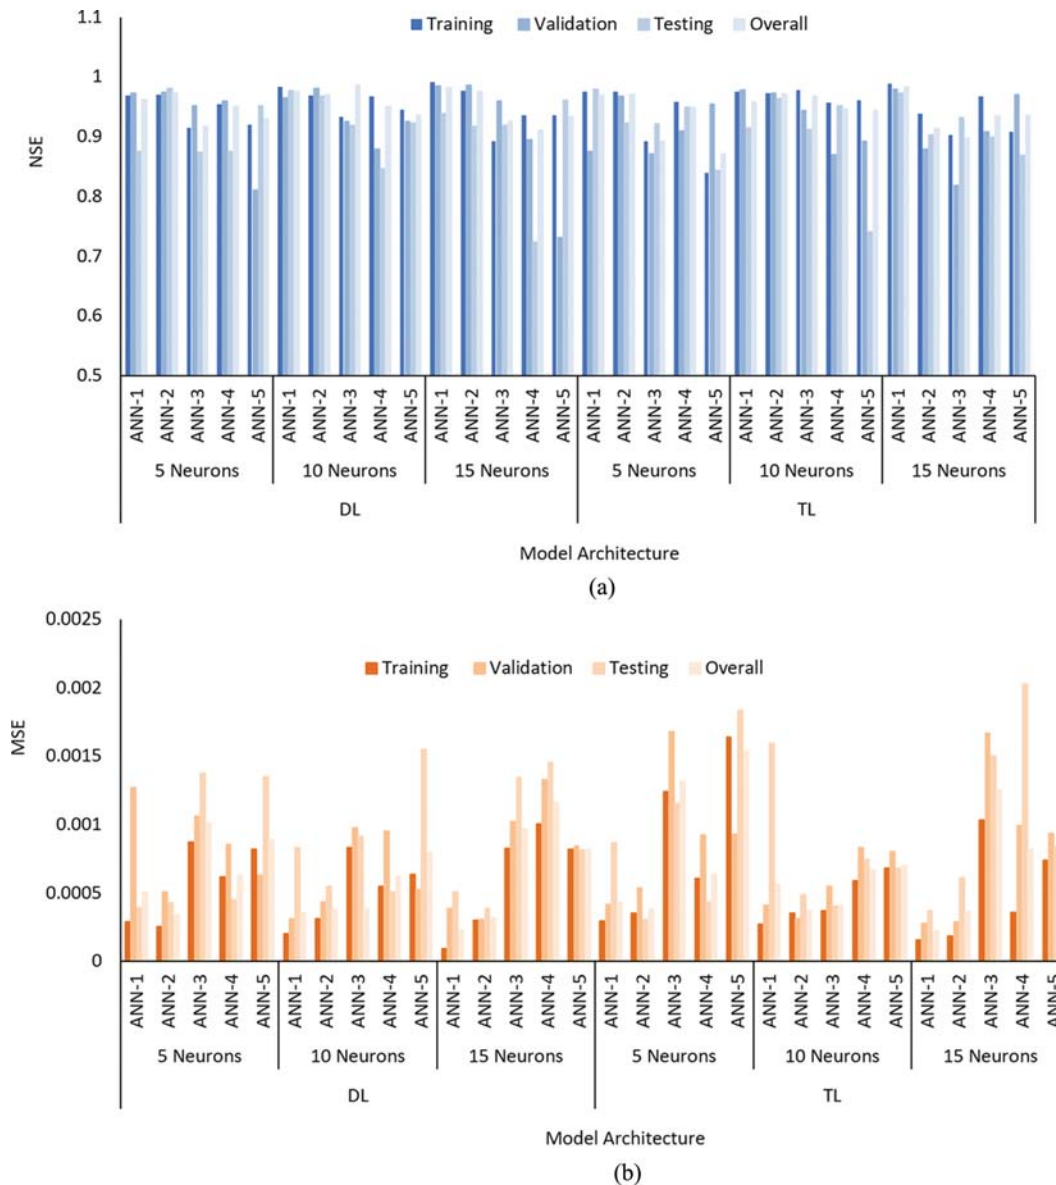 1.1
Training Validation Testing Overall
1
0.9
0.8
0.7
0.6
0.5
NSE
ANN-1 ANN-2 ANN-3 ANN-4 ANN-5 ANN-1 ANN-2 ANN-3 ANN-4 ANN-5 ANN-1 ANN-2 ANN-3 ANN-4 ANN-5 ANN-1 ANN-2 ANN-3 ANN-4 ANN-5 ANN-1 ANN-2 ANN-3 ANN-4 ANN-5 ANN-1 ANN-2 ANN-3 ANN-4 ANN-5
5 Neurons 10 Neurons 15 Neurons 5 Neurons 10 Neurons 15 Neurons
DL TL
Model Architecture
(a)
0.0025
Training Validation Testing Overall
0.002
0.0015
0.001
0.0005
0
MSE
ANN-1 ANN-2 ANN-3 ANN-4 ANN-5 ANN-1 ANN-2 ANN-3 ANN-4 ANN-5 ANN-1 ANN-2 ANN-3 ANN-4 ANN-5 ANN-1 ANN-2 ANN-3 ANN-4 ANN-5 ANN-1 ANN-2 ANN-3 ANN-4 ANN-5 ANN-1 ANN-2 ANN-3 ANN-4 ANN-5
5 Neurons 10 Neurons 15 Neurons 5 Neurons 10 Neurons 15 Neurons
DL TL
Model Architecture
(b)